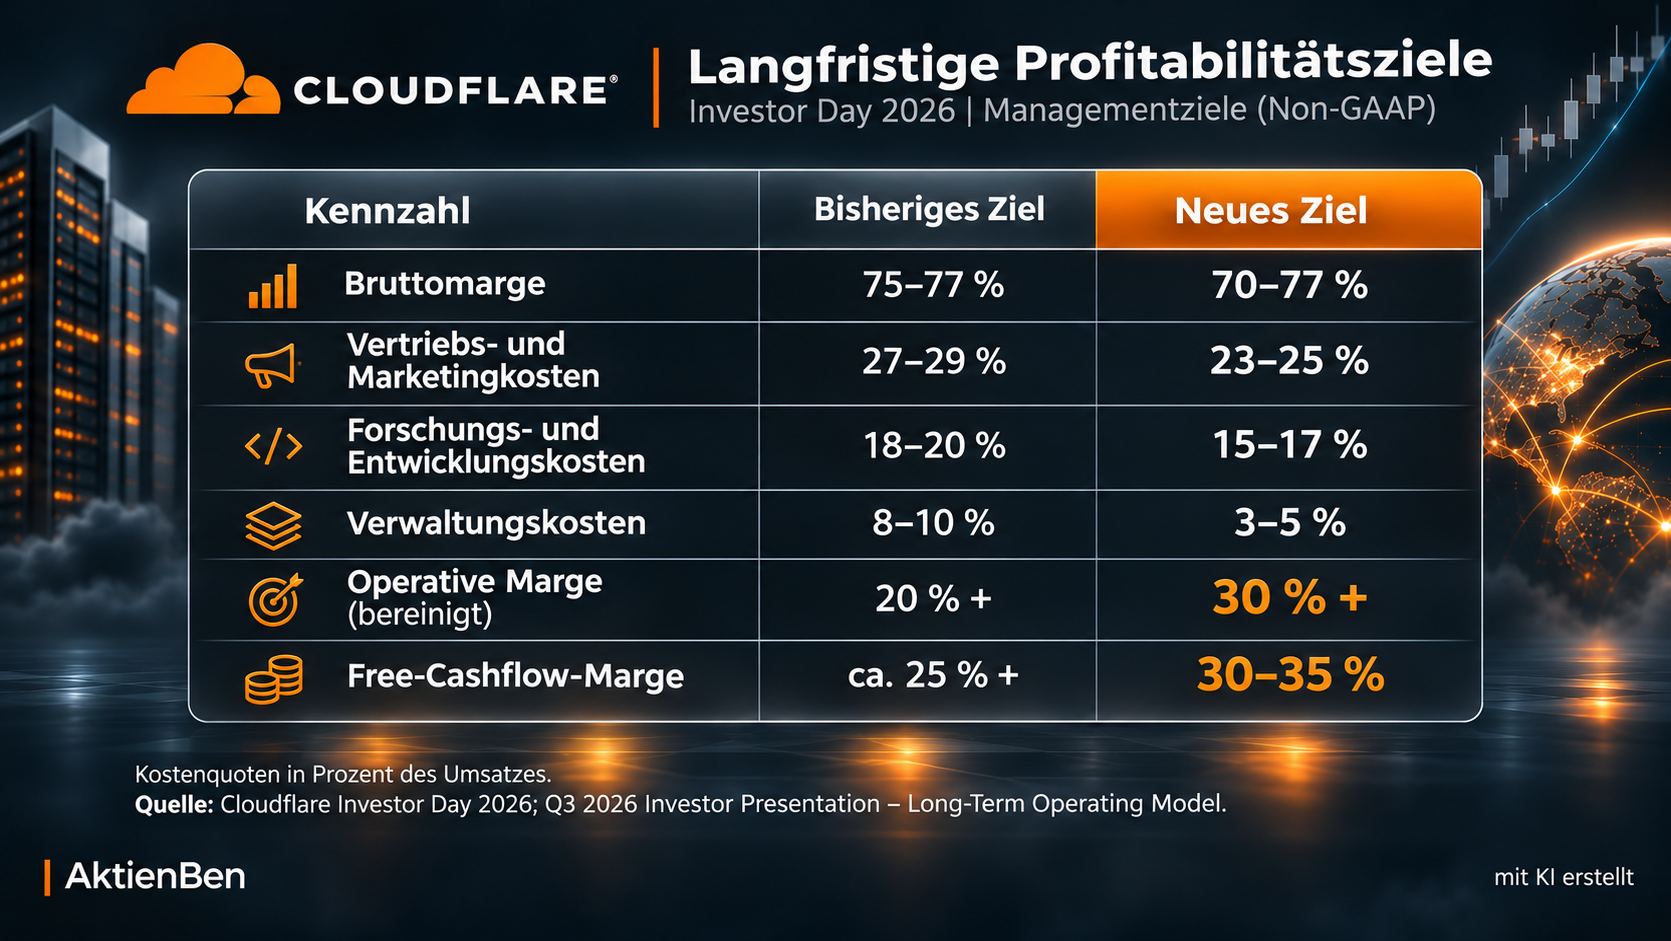 CLOUDFLARE®
Langfristige Profitabilitätsziele
Investor Day 2026 | Managementziele (Non-GAAP)
Kennzahl Bisheriges Ziel Neues Ziel
Bruttomarge 75–77 % 70–77 %
Vertriebs- und
Marketingkosten 27–29 % 23–25 %
Forschungs- und
Entwicklungskosten 18–20 % 15–17 %
Verwaltungskosten 8–10 % 3–5 %
Operative Marge
(bereinigt) 20 % + 30 % +
Free-Cashflow-Marge ca. 25 % + 30–35 %
Kostenquoten in Prozent des Umsatzes.
Quelle: Cloudflare Investor Day 2026; Q3 2026 Investor Presentation – Long-Term Operating Model.
AktienBen
mit KI erstellt